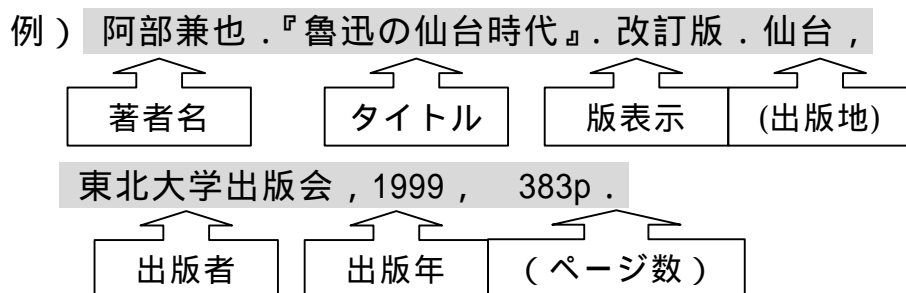 例） 阿部兼也．『魯迅の仙台時代』．改訂版．仙台，
著者名 タイトル 版表示 (出版地)
東北大学出版会，1999， 383p．
出版者 出版年 （ページ数）